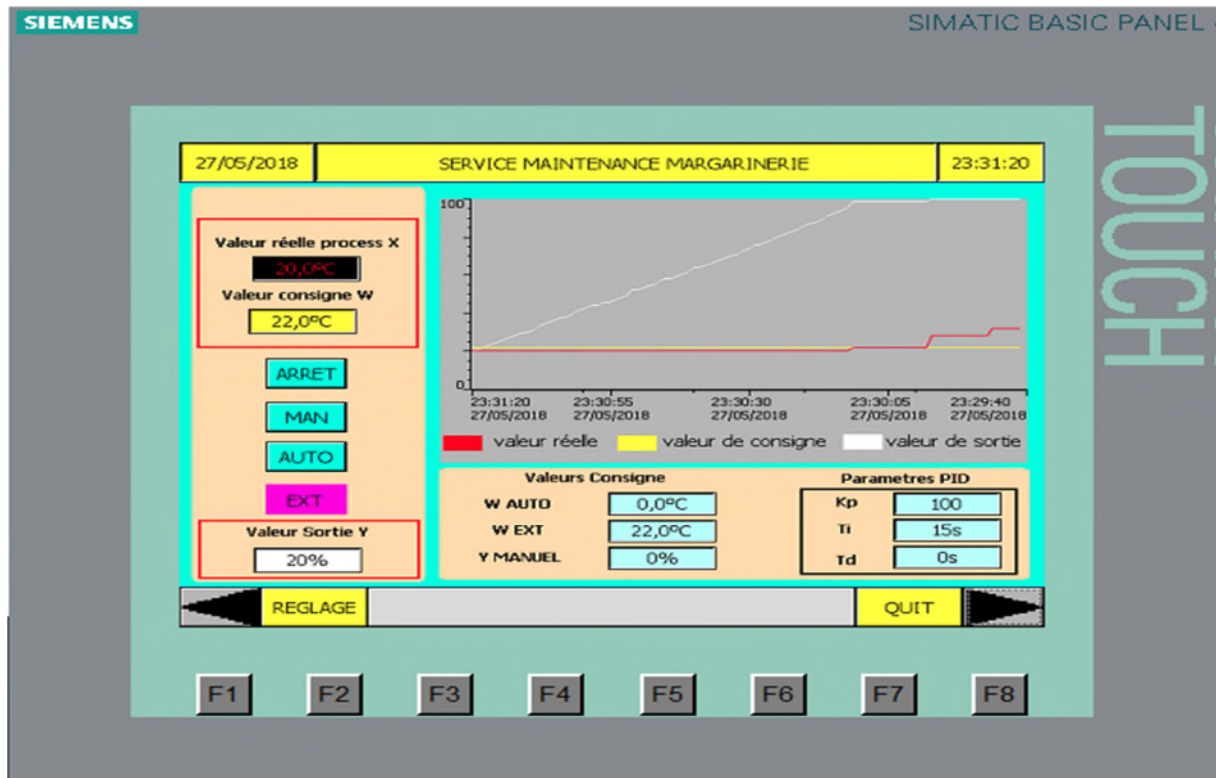 SIEMENS
SIMATIC BASIC PANEL
TOUCH
27/05/2018 SERVICE MAINTENANCE MARGARINERIE 23:31:20
Valeur réelle process X
20,0ºC
Valeur consigne W
22,0ºC
ARRET
MAN
AUTO
EXT
Valeur Sortie Y
20%
100
0
23:31:20 23:30:55 23:30:30 23:30:05 23:29:40
27/05/2018 27/05/2018 27/05/2018 27/05/2018 27/05/2018
valeur réelle valeur de consigne valeur de sortie
Valeurs Consigne
W AUTO 0,0ºC
W EXT 22,0ºC
Y MANUEL 0%
Parametres PID
Kp 100
Ti 15s
Td 0s
REGLAGE QUIT
F1 F2 F3 F4 F5 F6 F7 F8